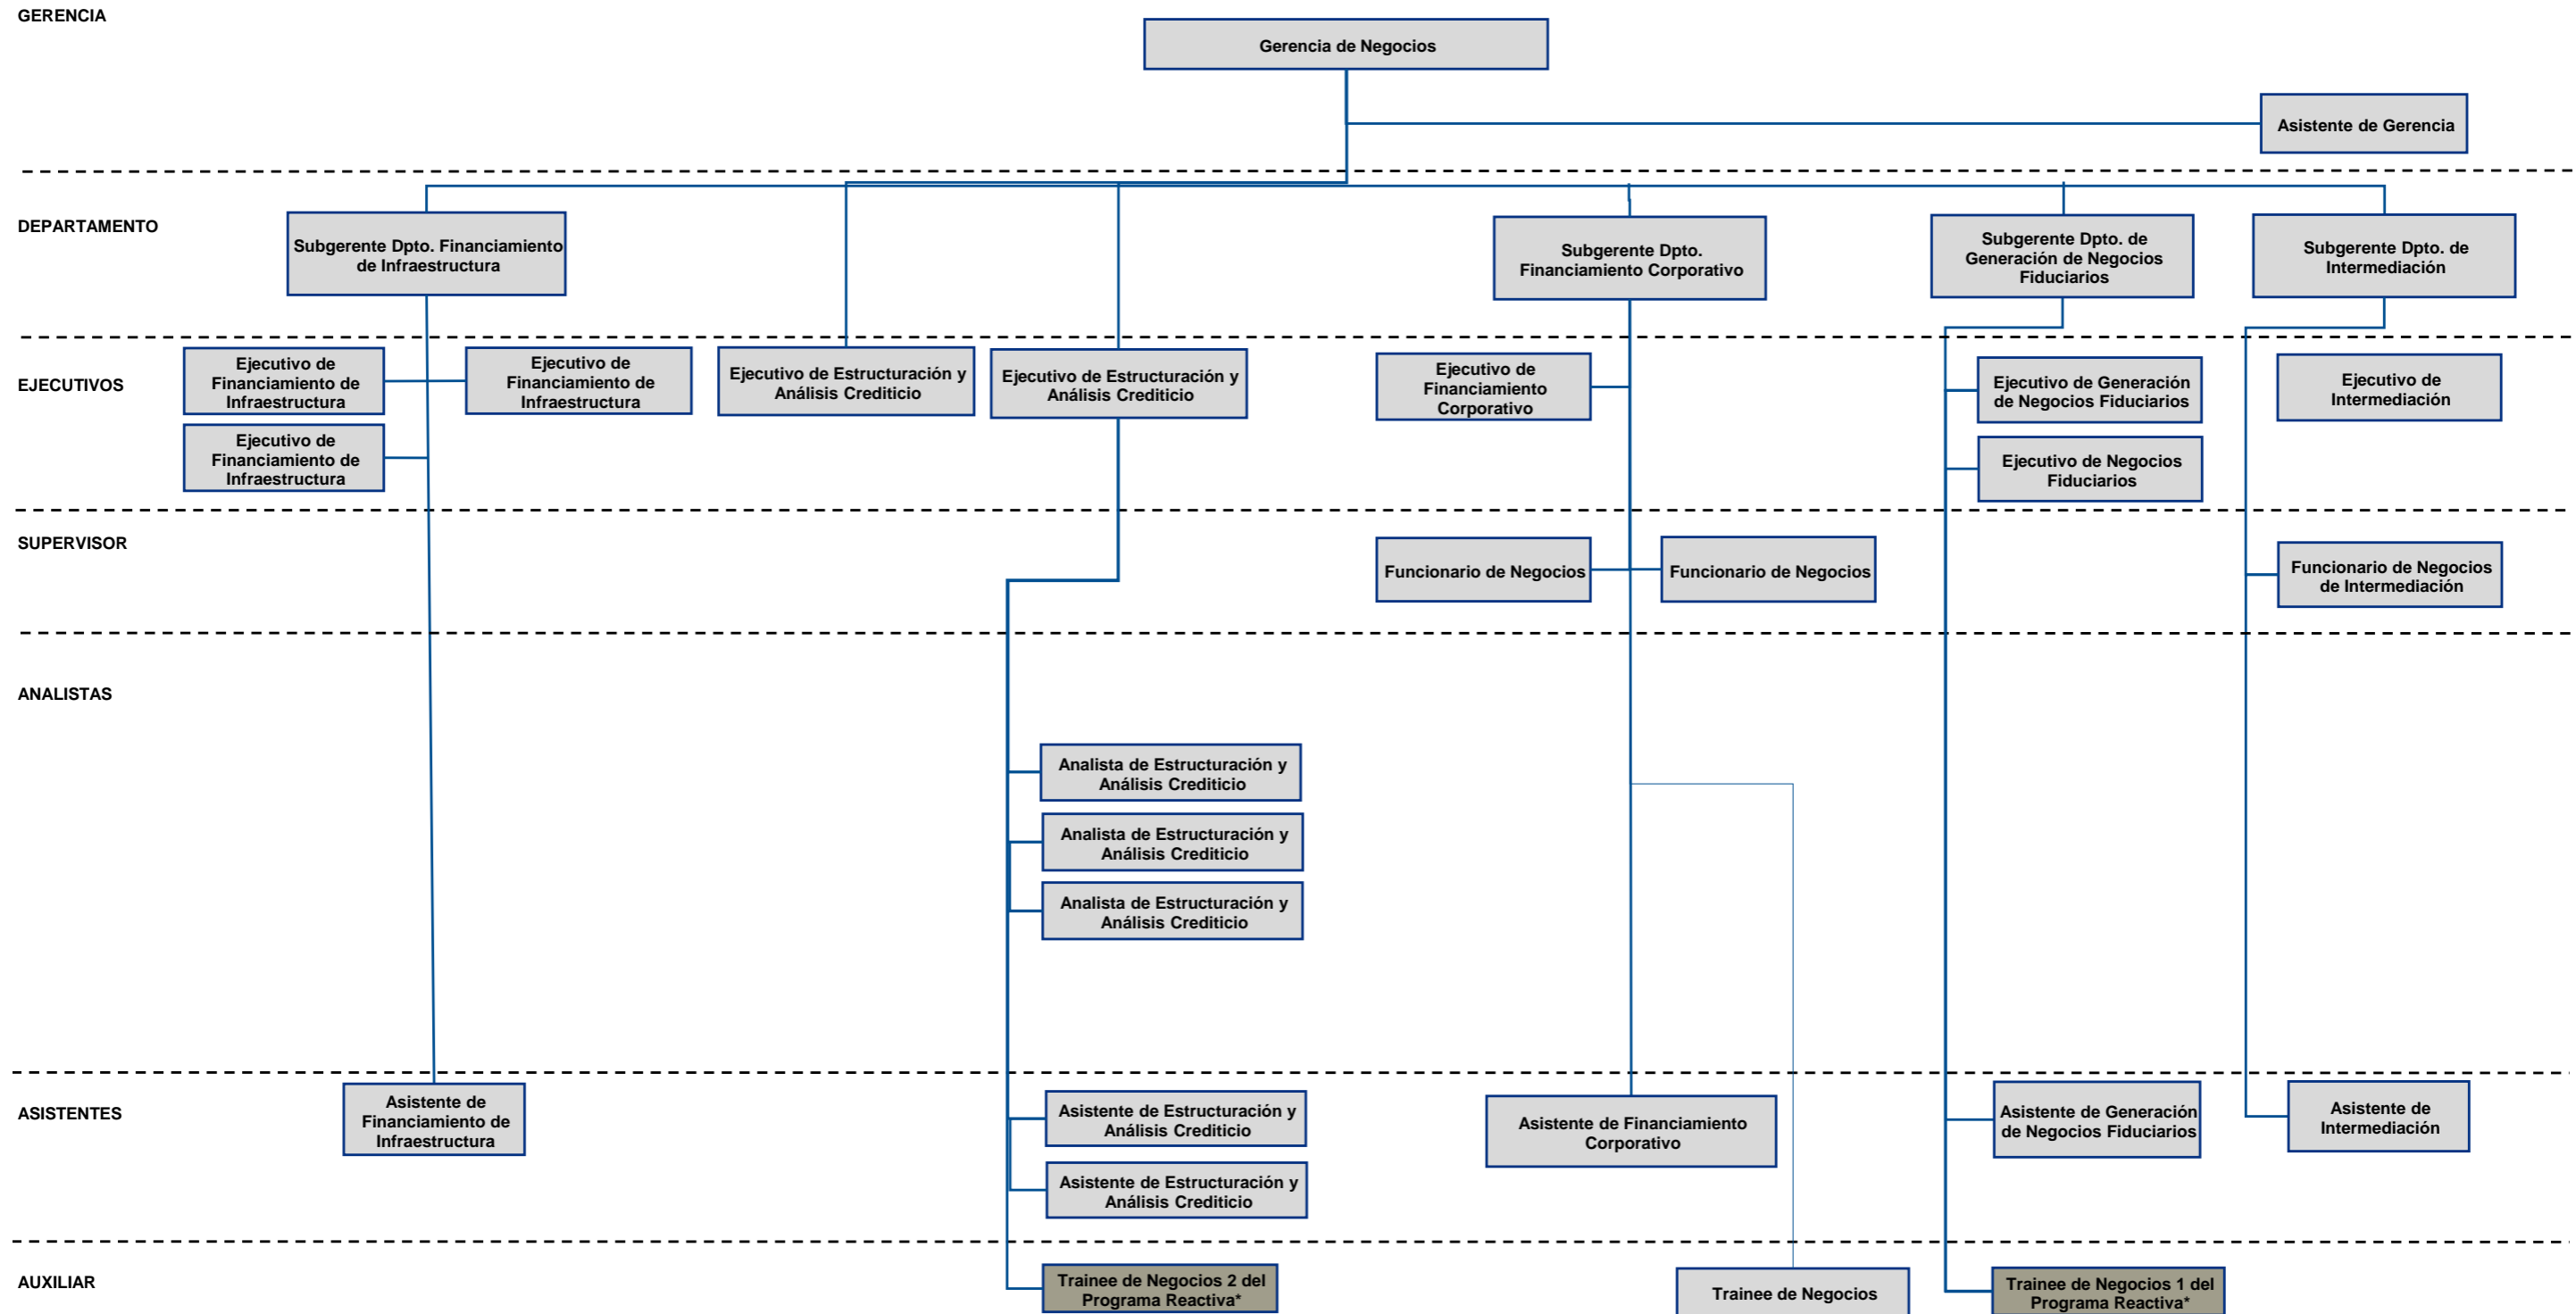 GERENCIA
Gerencia de Negocios
Asistente de Gerencia
DEPARTAMENTO
Subgerente Dpto. Financiamiento
de Infraestructura
Subgerente Dpto.
Financiamiento Corporativo
Subgerente Dpto. de
Generación de Negocios
Fiduciarios
Subgerente Dpto. de
Intermediación
EJECUTIVOS
Ejecutivo de
Financiamiento de
Infraestructura
Ejecutivo de
Financiamiento de
Infraestructura
Ejecutivo de Estructuración y
Análisis Crediticio
Ejecutivo de Estructuración y
Análisis Crediticio
Ejecutivo de
Financiamiento
Corporativo
Ejecutivo de Generación
de Negocios Fiduciarios
Ejecutivo de
Intermediación
Ejecutivo de
Financiamiento de
Infraestructura
Ejecutivo de Negocios
Fiduciarios
SUPERVISOR
Funcionario de Negocios
Funcionario de Negocios
Funcionario de Negocios
de Intermediación
ANALISTAS
Analista de Estructuración y
Análisis Crediticio
Analista de Estructuración y
Análisis Crediticio
Analista de Estructuración y
Análisis Crediticio
ASISTENTES
Asistente de
Financiamiento de
Infraestructura
Asistente de Estructuración y
Análisis Crediticio
Asistente de Financiamiento
Corporativo
Asistente de Generación
de Negocios Fiduciarios
Asistente de
Intermediación
Asistente de Estructuración y
Análisis Crediticio
AUXILIAR
Trainee de Negocios 2 del
Programa Reactiva*
Trainee de Negocios
Trainee de Negocios 1 del
Programa Reactiva*